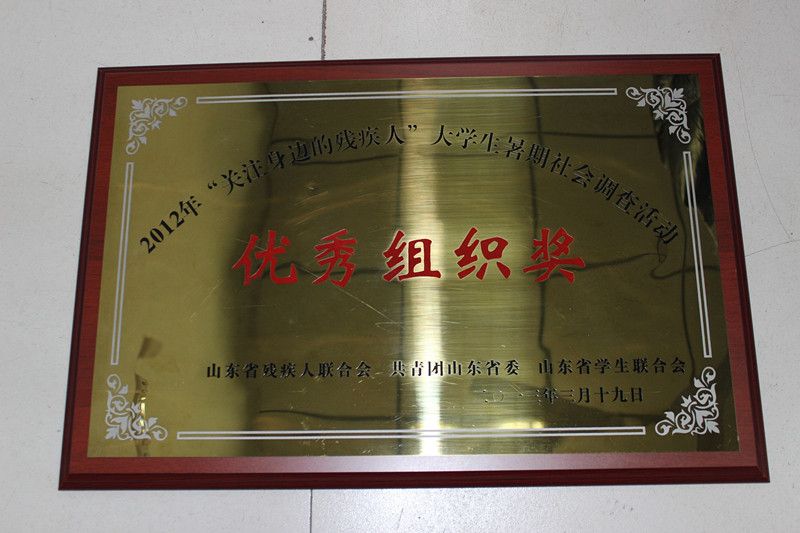 2012年“关注身边的残疾人”大学生暑期社会调查活动
优秀组织奖
山东省残疾人联合会 共青团山东省委 山东省学生联合会
二〇一三年三月十九日